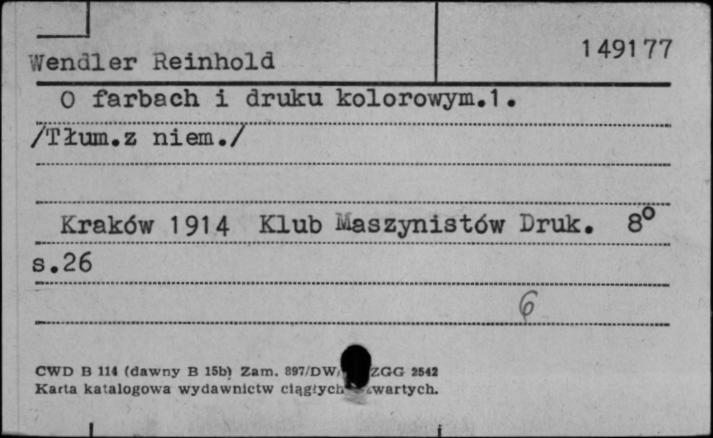 Wendler Reinhold 149177
O farbach i druku kolorowym.1.
/Tłum.z niem./
Kraków 1914 Klub Maszynistów Druk. 8°
s.26
6
CWD B 114 (dawny B 15b) Zam. 897/DW/ ZGG 2542
Karta katalogowa wydawnictw ciągłych zwartych.